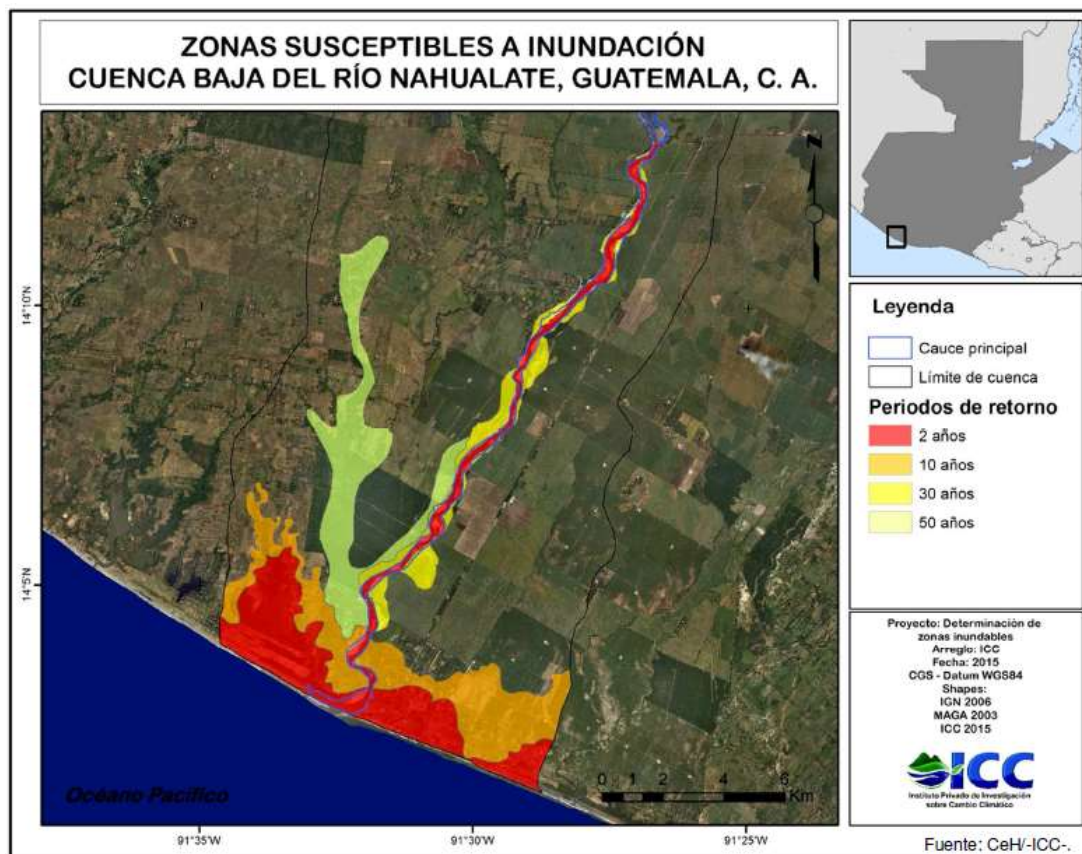 ZONAS SUSCEPTIBLES A INUNDACIÓN
CUENCA BAJA DEL RÍO NAHUALATE, GUATEMALA, C. A.
N
14°10'N
14°5'N
91°35'W
91°30'W
91°25'W
Océano Pacífico
0 1 2 4 6
Km
Leyenda
Cauce principal
Límite de cuenca
Periodos de retorno
2 años
10 años
30 años
50 años
Proyecto: Determinación de
zonas inundables
Arreglo: ICC
Fecha: 2015
CGS - Datum WGS84
Shapes:
IGN 2006
MAGA 2003
ICC 2015
ICC
Instituto Privado de Investigación
sobre Cambio Climático
Fuente: CeH/-ICC-.